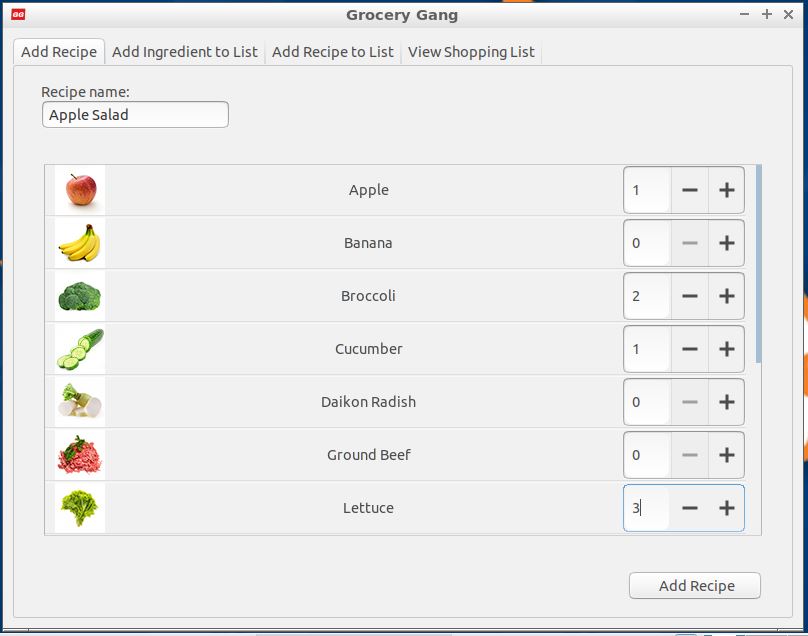 GG Grocery Gang
Add Recipe Add Ingredient to List Add Recipe to List View Shopping List
Recipe name:
Apple Salad
Apple 1
Banana 0
Broccoli 2
Cucumber 1
Daikon Radish 0
Ground Beef 0
Lettuce 3
Add Recipe